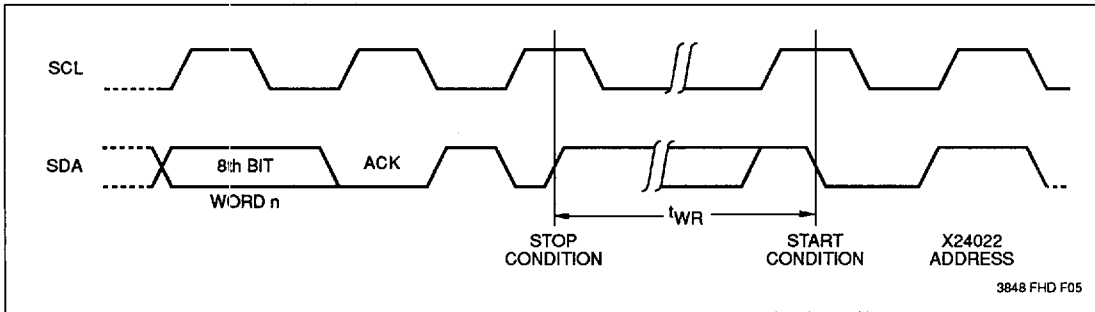 SCL
SDA
8th BIT
ACK
WORD n
tWR
STOP
CONDITION
START
CONDITION
X24022
ADDRESS
3848 FHD F05